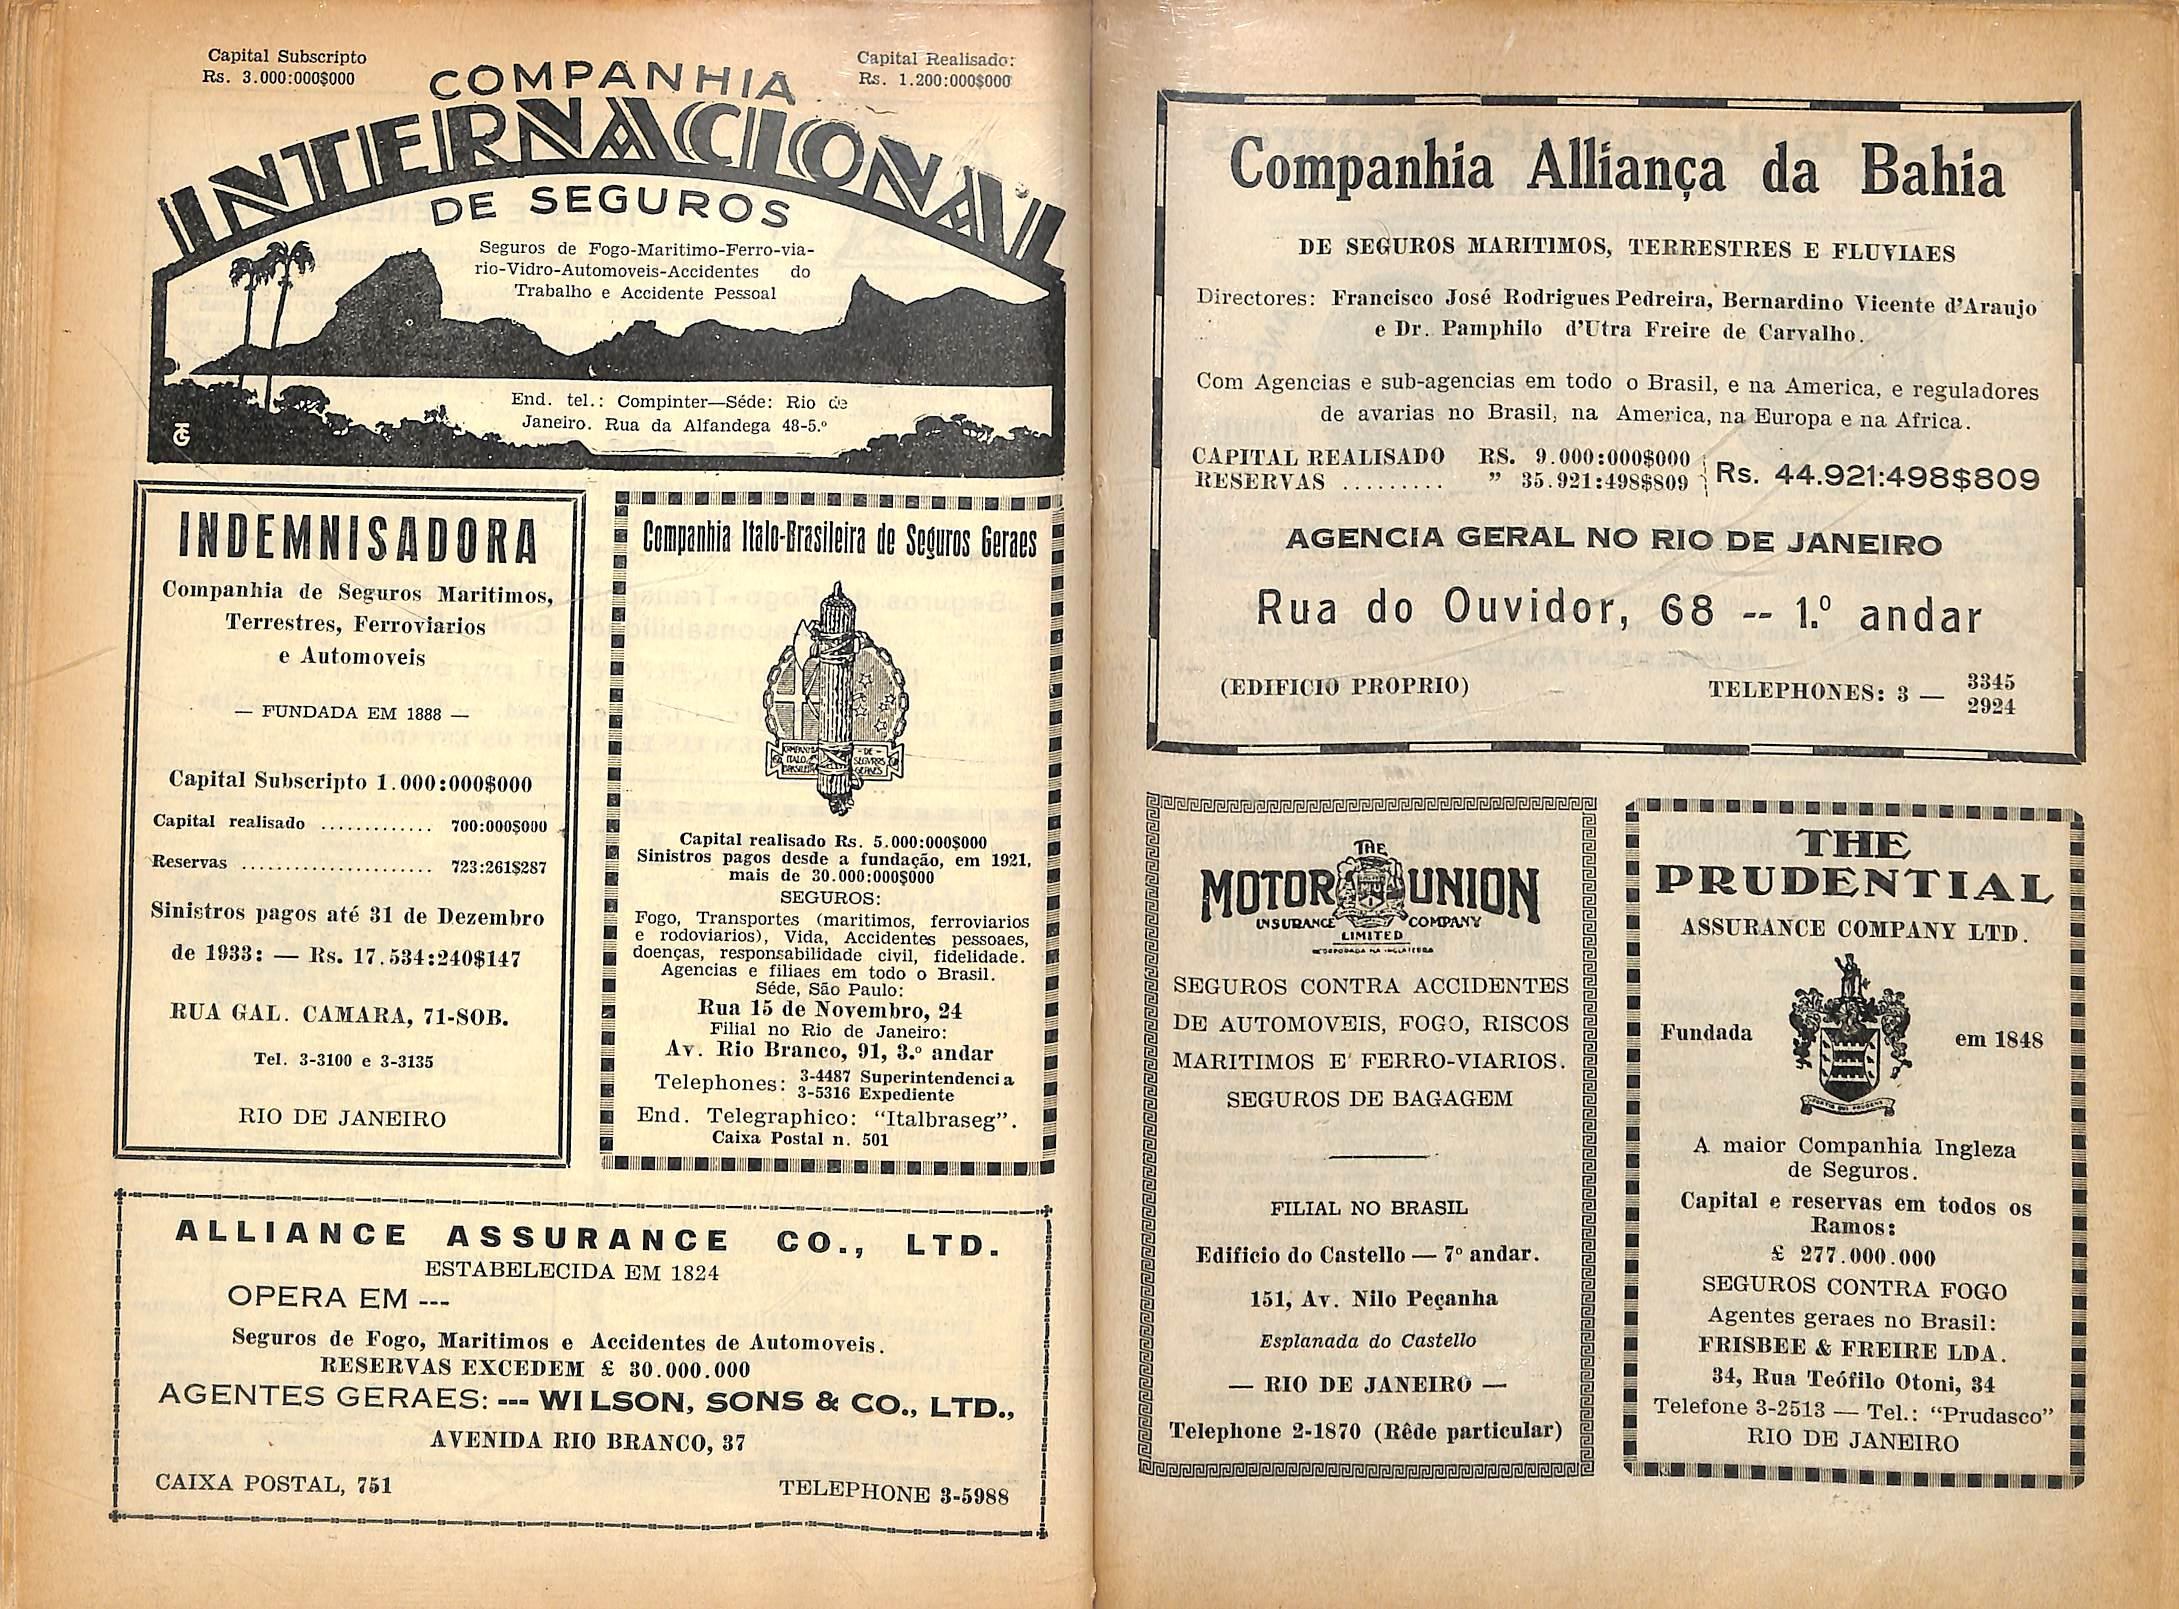 Capital Subscripto
Rs. 3.000:000$000
Capital Realisado:
Rs. 1.200:000$000
COMPANHIA
INTERNACIONAL
DE SEGUROS
Seguros de Fogo-Maritimo-Ferro-via-
rio-Vidro-Automoveis-Accidentes do
Trabalho e Accidente Pessoal
End. tel.: Compinter—Séde: Rio de
Janeiro. Rua da Alfandega 48-5.º
INDEMNISADORA
Companhia de Seguros Maritimos,
Terrestres, Ferroviarios
e Automoveis
— FUNDADA EM 1888 —
Capital Subscripto 1.000:000$000
Capital realisado ............. 700:000$000
Reservas ...................... 723:261$287
Sinistros pagos até 31 de Dezembro
de 1933: — Rs. 17.534:240$147
RUA GAL. CAMARA, 71-SOB.
Tel. 3-3100 e 3-3135
RIO DE JANEIRO
Companhia Italo-Brasileira de Seguros Geraes
COMPANHIA
ITALO
BRASILEIRA
DE
SEGVROS
GERAES
Capital realisado Rs. 5.000:000$000
Sinistros pagos desde a fundação, em 1921,
mais de 30.000:000$000
SEGUROS:
Fogo, Transportes (maritimos, ferroviarios
e rodoviarios), Vida, Accidentes pessoaes,
doenças, responsabilidade civil, fidelidade.
Agencias e filiaes em todo o Brasil.
Séde, São Paulo:
Rua 15 de Novembro, 24
Filial no Rio de Janeiro:
Av. Rio Branco, 91, 3.º andar
Telephones: 3-4487 Superintendencia
3-5316 Expediente
End. Telegraphico: “Italbraseg”.
Caixa Postal n. 501
ALLIANCE ASSURANCE CO., LTD.
ESTABELECIDA EM 1824
OPERA EM ---
Seguros de Fogo, Maritimos e Accidentes de Automoveis.
RESERVAS EXCEDEM £ 30.000.000
AGENTES GERAES: --- WILSON, SONS & CO., LTD.,
AVENIDA RIO BRANCO, 37
CAIXA POSTAL, 751
TELEPHONE 3-5988
Companhia Alliança da Bahia
DE SEGUROS MARITIMOS, TERRESTRES E FLUVIAES
Directores: Francisco José Rodrigues Pedreira, Bernardino Vicente d'Araujo
e Dr. Pamphilo d'Utra Freire de Carvalho.
Com Agencias e sub-agencias em todo o Brasil, e na America, e reguladores
de avarias no Brasil, na America, na Europa e na Africa.
CAPITAL REALISADO RS. 9.000:000$000
RESERVAS ......... ” 35.921:498$809
Rs. 44.921:498$809
AGENCIA GERAL NO RIO DE JANEIRO
Rua do Ouvidor, 68 -- 1.º andar
(EDIFICIO PROPRIO)
TELEPHONES: 3 — 3345
2924
THE
MOTOR UNION
INSURANCE COMPANY
LIMITED
INCORPORADA NA INGLATERRA
SEGUROS CONTRA ACCIDENTES
DE AUTOMOVEIS, FOGO, RISCOS
MARITIMOS E FERRO-VIARIOS.
SEGUROS DE BAGAGEM
FILIAL NO BRASIL
Edificio do Castello — 7º andar.
151, Av. Nilo Peçanha
Esplanada do Castello
— RIO DE JANEIRO —
Telephone 2-1870 (Rêde particular)
THE
PRUDENTIAL
ASSURANCE COMPANY LTD.
Fundada em 1848
FORTIS QUI PRUDENS
A maior Companhia Ingleza
de Seguros.
Capital e reservas em todos os
Ramos:
£ 277.000.000
SEGUROS CONTRA FOGO
Agentes geraes no Brasil:
FRISBEE & FREIRE LDA.
34, Rua Teófilo Otoni, 34
Telefone 3-2513 — Tel.: “Prudasco”
RIO DE JANEIRO